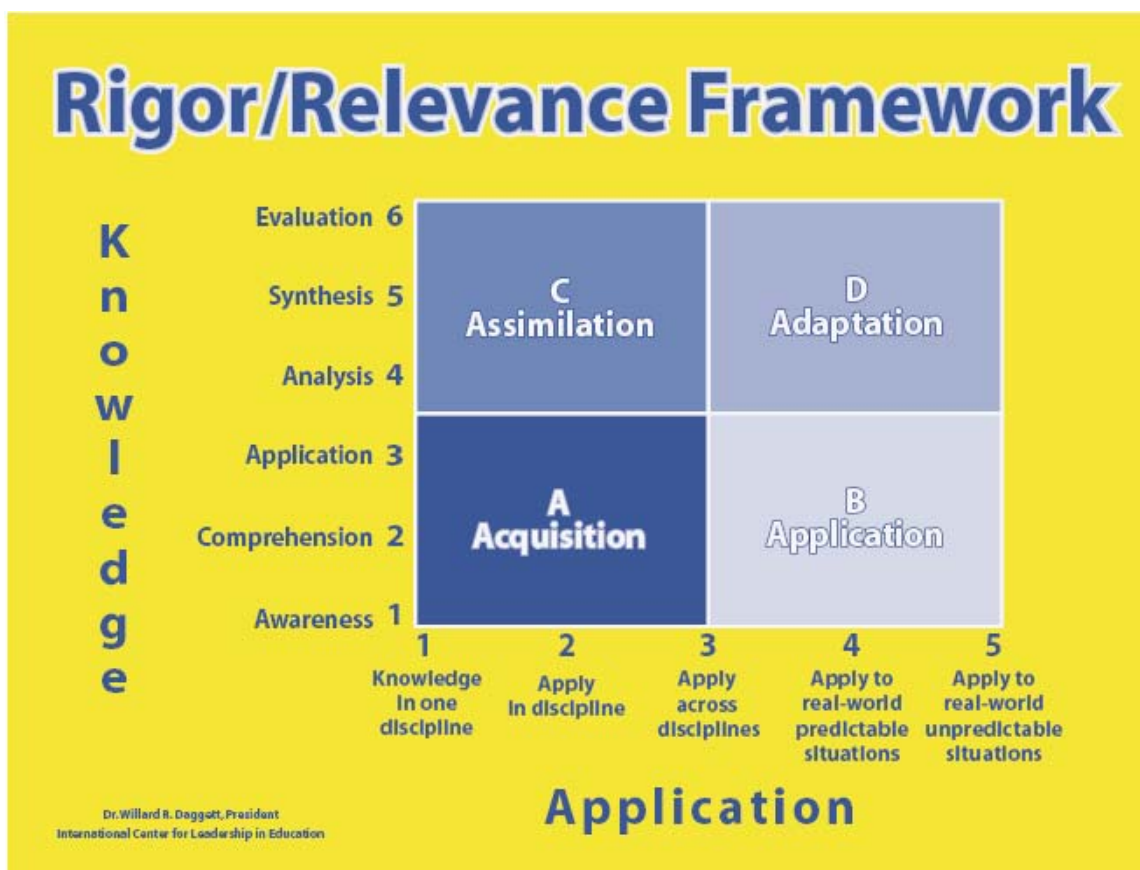 Rigor/Relevance Framework
Knowledge
Evaluation 6
Synthesis 5
Analysis 4
Application 3
Comprehension 2
Awareness 1
C
Assimilation
D
Adaptation
A
Acquisition
B
Application
1
Knowledge
in one
discipline
2
Apply
in discipline
3
Apply
across
disciplines
4
Apply to
real-world
predictable
situations
5
Apply to
real-world
unpredictable
situations
Application
Dr. Willard R. Daggett, President
International Center for Leadership in Education